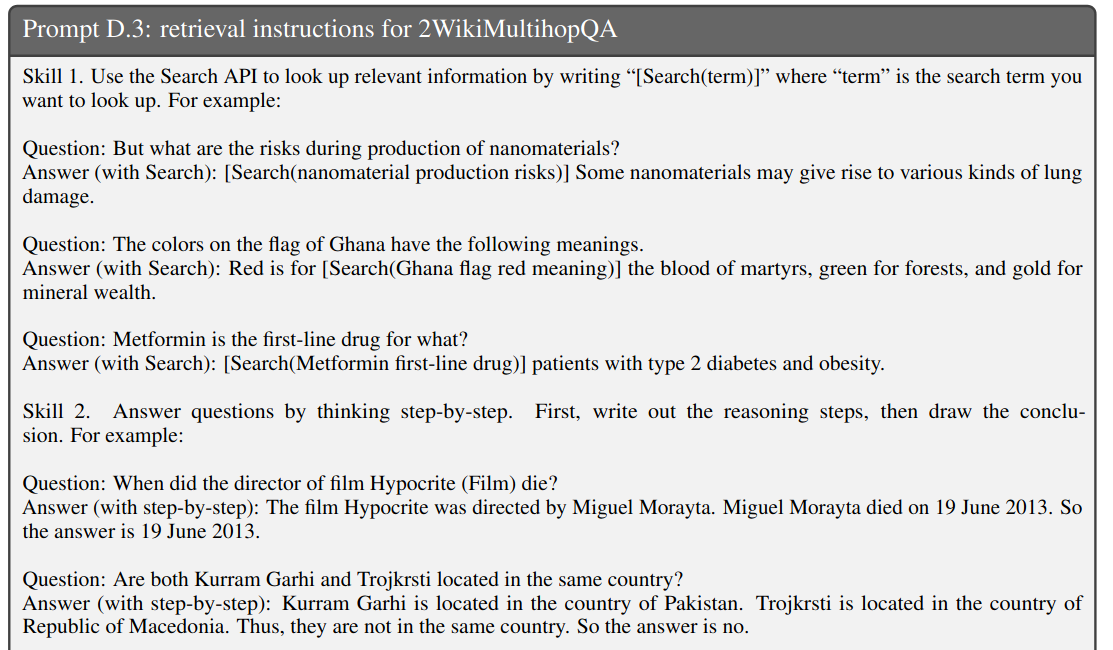 Prompt D.3: retrieval instructions for 2WikiMultihopQA
Skill 1. Use the Search API to look up relevant information by writing “[Search(term)]” where “term” is the search term you
want to look up. For example:
Question: But what are the risks during production of nanomaterials?
Answer (with Search): [Search(nanomaterial production risks)] Some nanomaterials may give rise to various kinds of lung
damage.
Question: The colors on the flag of Ghana have the following meanings.
Answer (with Search): Red is for [Search(Ghana flag red meaning)] the blood of martyrs, green for forests, and gold for
mineral wealth.
Question: Metformin is the first-line drug for what?
Answer (with Search): [Search(Metformin first-line drug)] patients with type 2 diabetes and obesity.
Skill 2. Answer questions by thinking step-by-step. First, write out the reasoning steps, then draw the conclu-
sion. For example:
Question: When did the director of film Hypocrite (Film) die?
Answer (with step-by-step): The film Hypocrite was directed by Miguel Morayta. Miguel Morayta died on 19 June 2013. So
the answer is 19 June 2013.
Question: Are both Kurram Garhi and Trojkrsti located in the same country?
Answer (with step-by-step): Kurram Garhi is located in the country of Pakistan. Trojkrsti is located in the country of
Republic of Macedonia. Thus, they are not in the same country. So the answer is no.